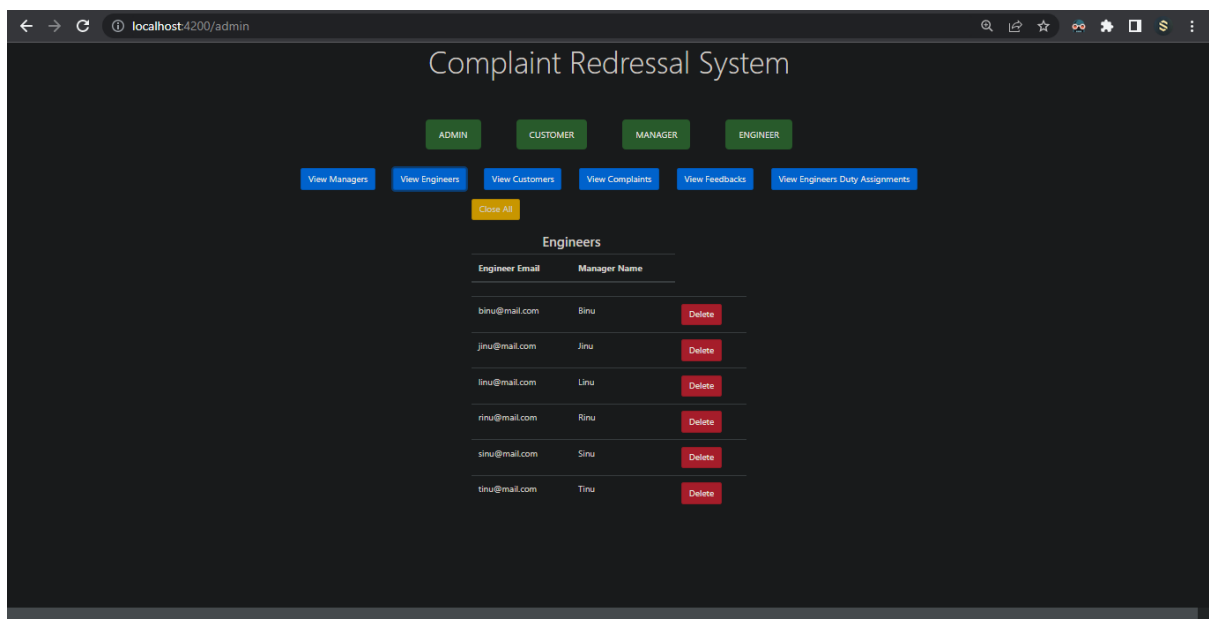 localhost:4200/admin
Complaint Redressal System
ADMIN CUSTOMER MANAGER ENGINEER
View Managers View Engineers View Customers View Complaints View Feedbacks View Engineers Duty Assignments
Close All
Engineers
Engineer Email Manager Name
binu@mail.com Binu Delete
jinu@mail.com Jinu Delete
linu@mail.com Linu Delete
rinu@mail.com Rinu Delete
sinu@mail.com Sinu Delete
tinu@mail.com Tinu Delete